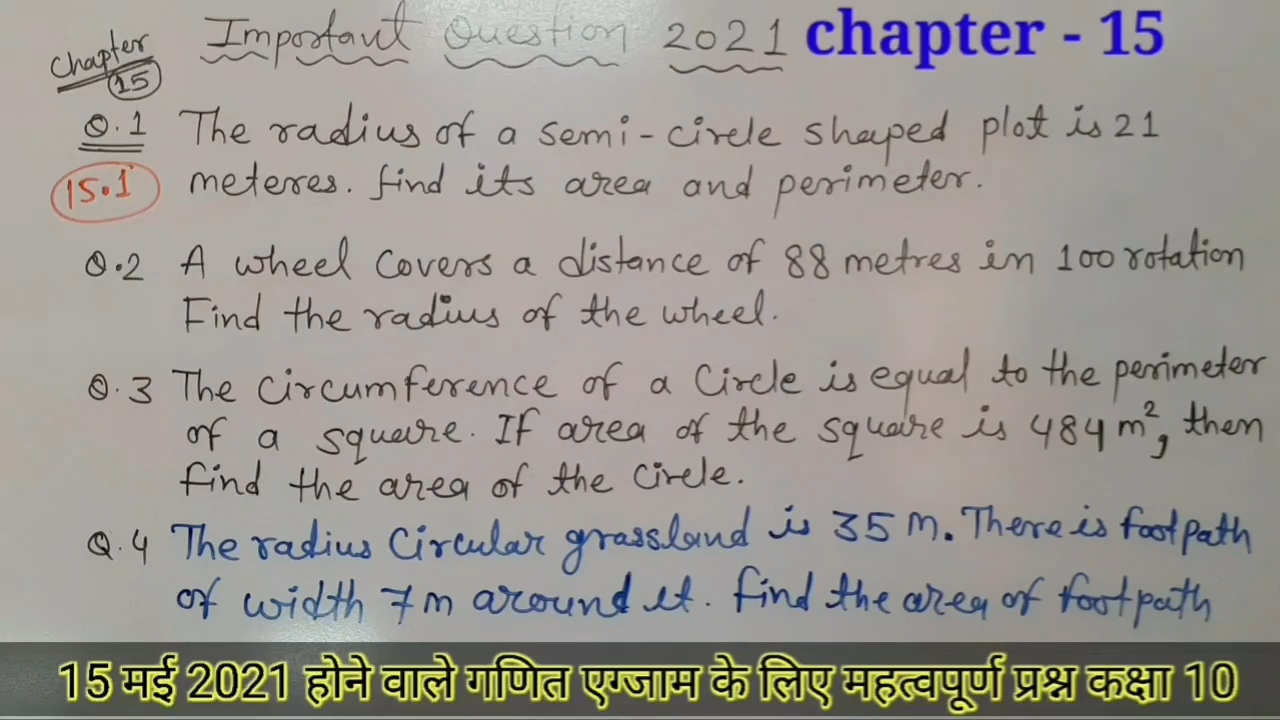 Important Question 2021 chapter - 15
Chapter 15
Q.1 The radius of a semi-circle shaped plot is 21
15.1 meteres. find its area and perimeter.
Q.2 A wheel covers a distance of 88 metres in 100 rotation
Find the radius of the wheel.
Q.3 The circumference of a circle is equal to the perimeter
of a square. If area of the square is 484 m², then
find the area of the circle.
Q.4 The radius Circular grassland is 35 M. There is footpath
of width 7m around it. find the area of footpath
15 मई 2021 होने वाले गणित एग्जाम के लिए महत्वपूर्ण प्रश्न कक्षा 10